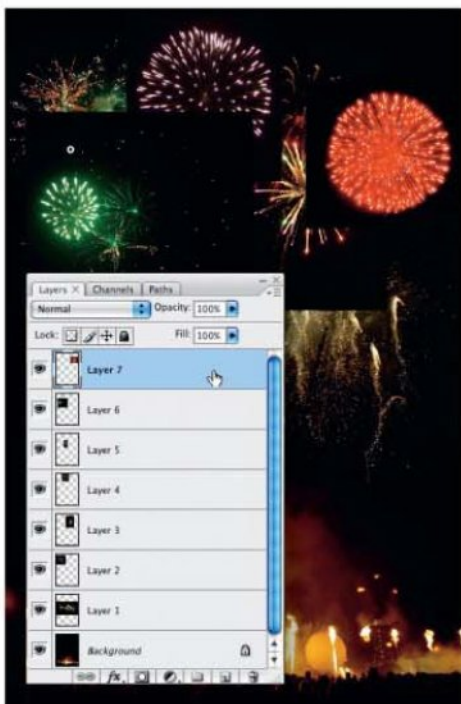 Layers X Channels Paths
Normal Opacity: 100%
Lock: Fill: 100%
Layer 7
Layer 6
Layer 5
Layer 4
Layer 3
Layer 2
Layer 1
Background
fx